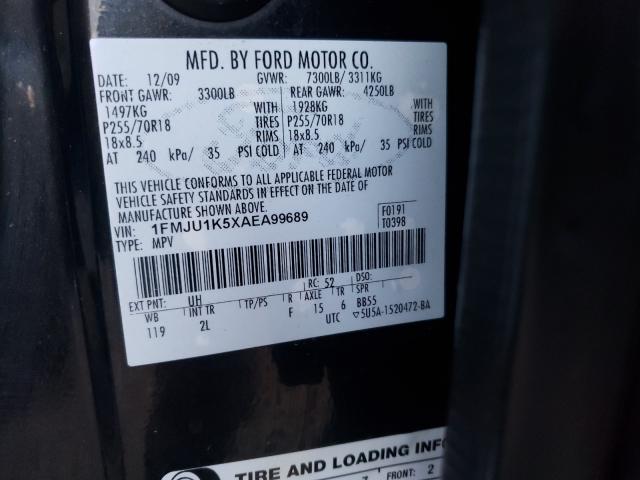 MFD. BY FORD MOTOR CO.
DATE: 12/09 GVWR: 7300LB/ 3311KG
FRONT GAWR: 3300LB REAR GAWR: 4250LB
1497KG WITH 1928KG WITH
P255/70R18 TIRES P255/70R18 TIRES
18x8.5 RIMS 18x8.5 RIMS
AT 240 kPa/ 35 PSI COLD AT 240 kPa/ 35 PSI COLD
THIS VEHICLE CONFORMS TO ALL APPLICABLE FEDERAL MOTOR
VEHICLE SAFETY STANDARDS IN EFFECT ON THE DATE OF
MANUFACTURE SHOWN ABOVE.
VIN: 1FMJU1K5XAEA99689 F0191
TYPE: MPV T0398
EXT PNT: UH RC: 52 DSO:
WB INT TR TP/PS R AXLE TR SPR
119 2L F 15 6 BB55
UTC ▽5U5A-1520472-BA
TIRE AND LOADING INFO
FRONT: 2